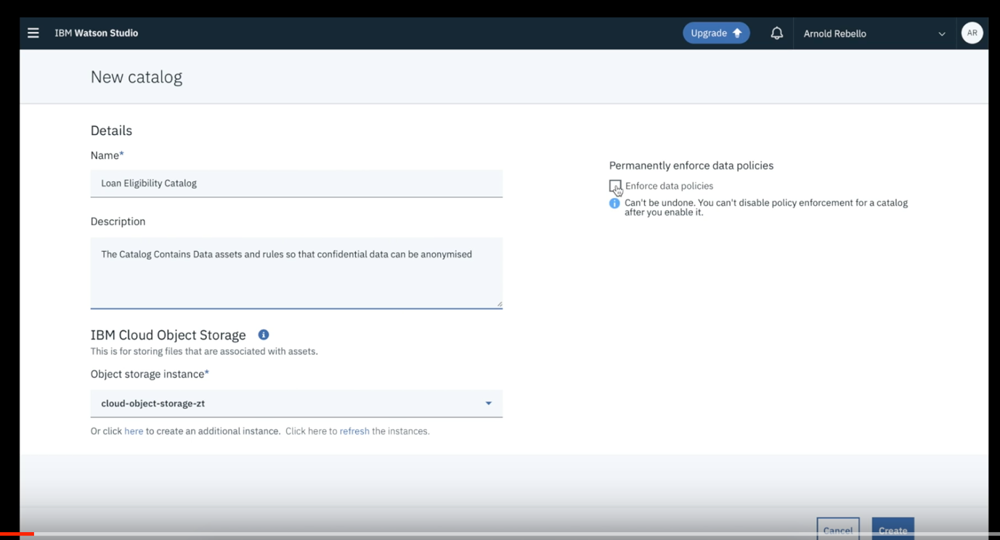 IBM Watson Studio
Upgrade
Arnold Rebello
AR
New catalog
Details
Name*
Loan Eligibility Catalog
Description
The Catalog Contains Data assets and rules so that confidential data can be anonymised
IBM Cloud Object Storage
This is for storing files that are associated with assets.
Object storage instance*
cloud-object-storage-zt
Or click here to create an additional instance. Click here to refresh the instances.
Permanently enforce data policies
Enforce data policies
Can't be undone. You can't disable policy enforcement for a catalog
after you enable it.
Cancel
Create